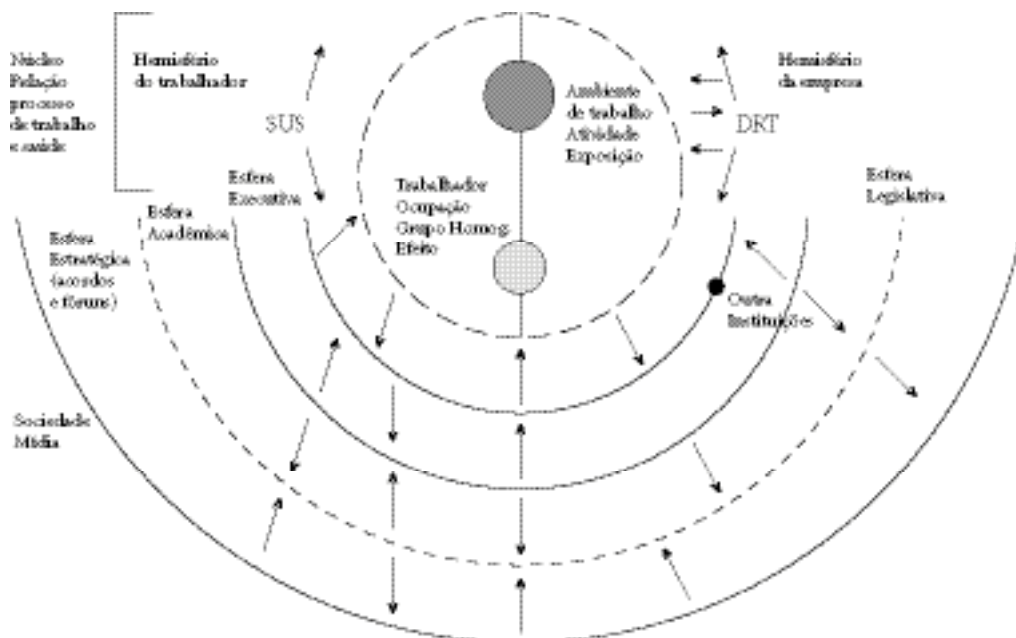 Núcleo
Relação
processo
de trabalho
e saúde
Hemisfério
do trabalhador
SUS
Ambiente
de trabalho
Atividade
Exposição
DRT
Hemisfério
da empresa
Trabalhador
Ocupação
Grupo Homog.
Efeito
Esfera
Executiva
Esfera
Acadêmica
Esfera
Estratégica
(acordos
e fóruns)
Esfera
Legislativa
Outra
Instituições
Sociedade
Mídia